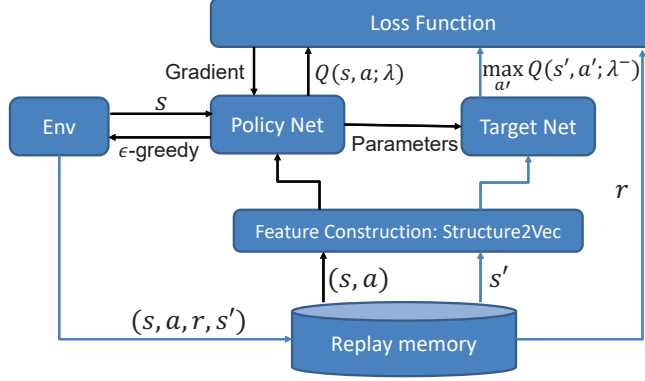 Loss Function
Gradient
Q(s, a; λ)
max Q(s′, a′; λ⁻)
a′
s
Env
Policy Net
Target Net
ϵ-greedy
Parameters
r
Feature Construction: Structure2Vec
(s, a)
s′
(s, a, r, s′)
Replay memory